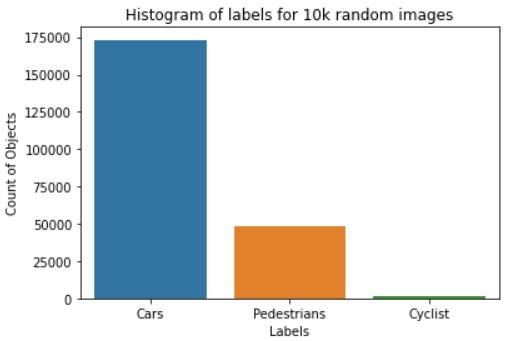 Histogram of labels for 10k random images
Count of Objects
175000
150000
125000
100000
75000
50000
25000
0
Cars Pedestrians Cyclist
Labels